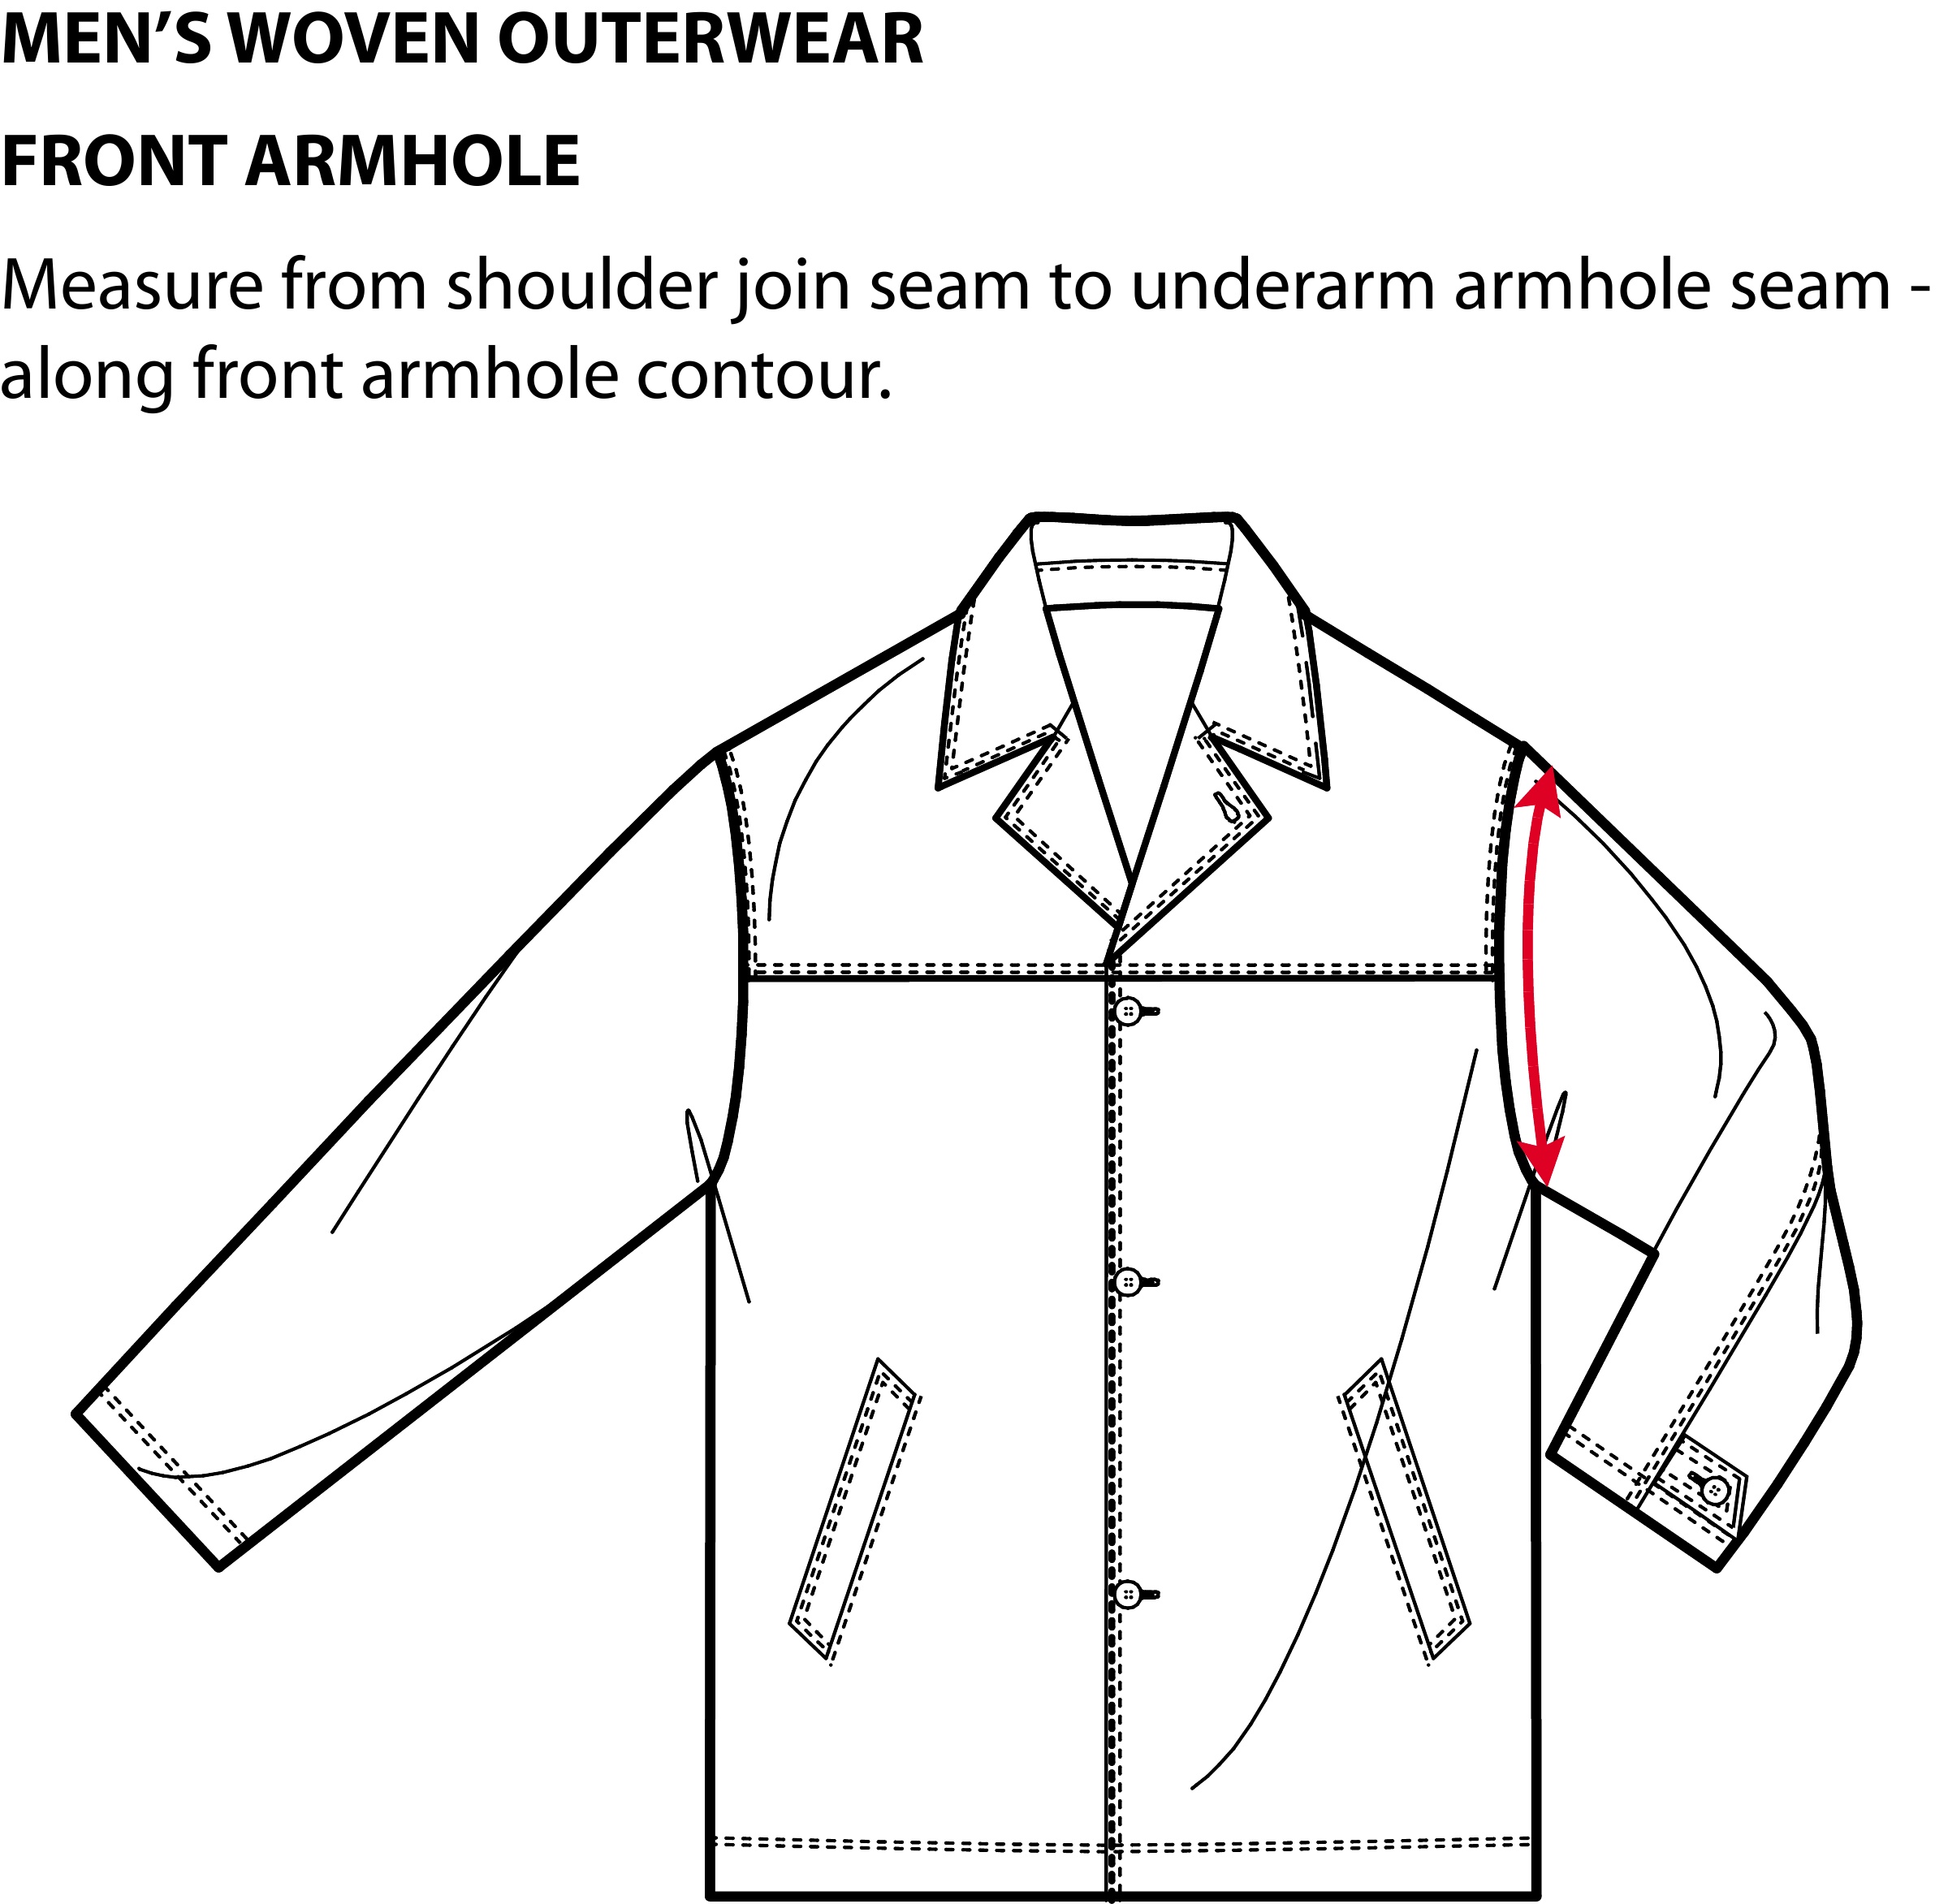 MEN‘S WOVEN OUTERWEAR
FRONT ARMHOLE
Measure from shoulder join seam to underarm armhole seam -
along front armhole contour.